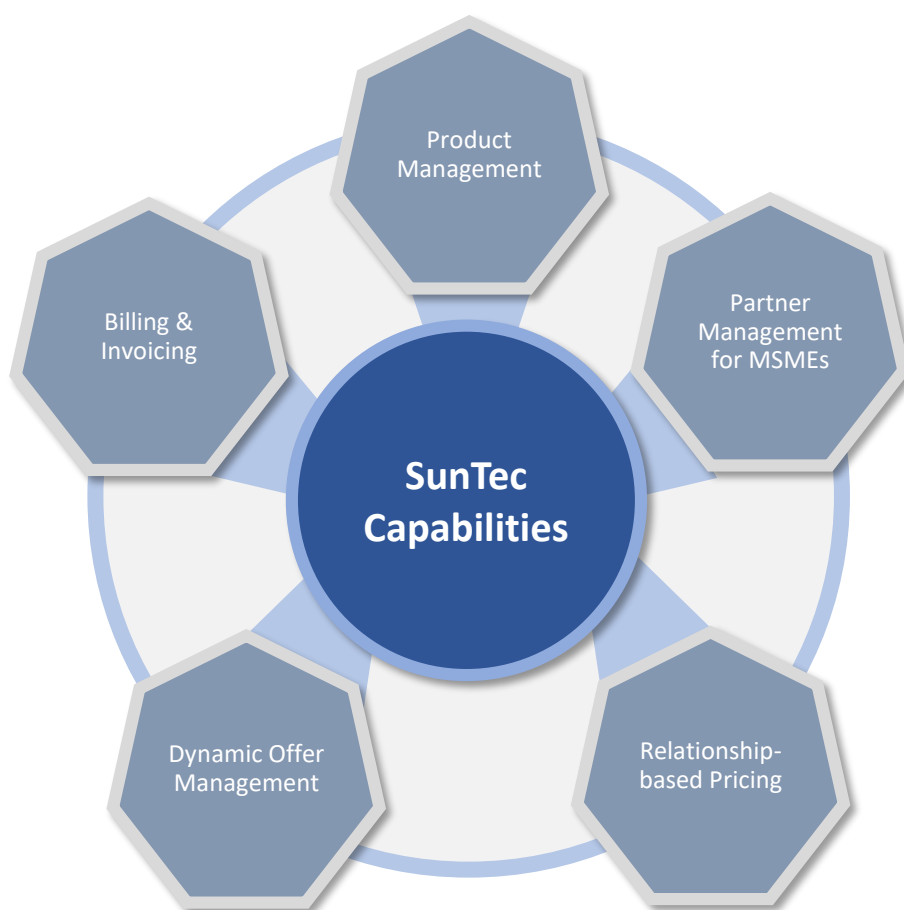 Product
Management
Partner
Management
for MSMEs
Billing &
Invoicing
SunTec
Capabilities
Dynamic Offer
Management
Relationship-
based Pricing